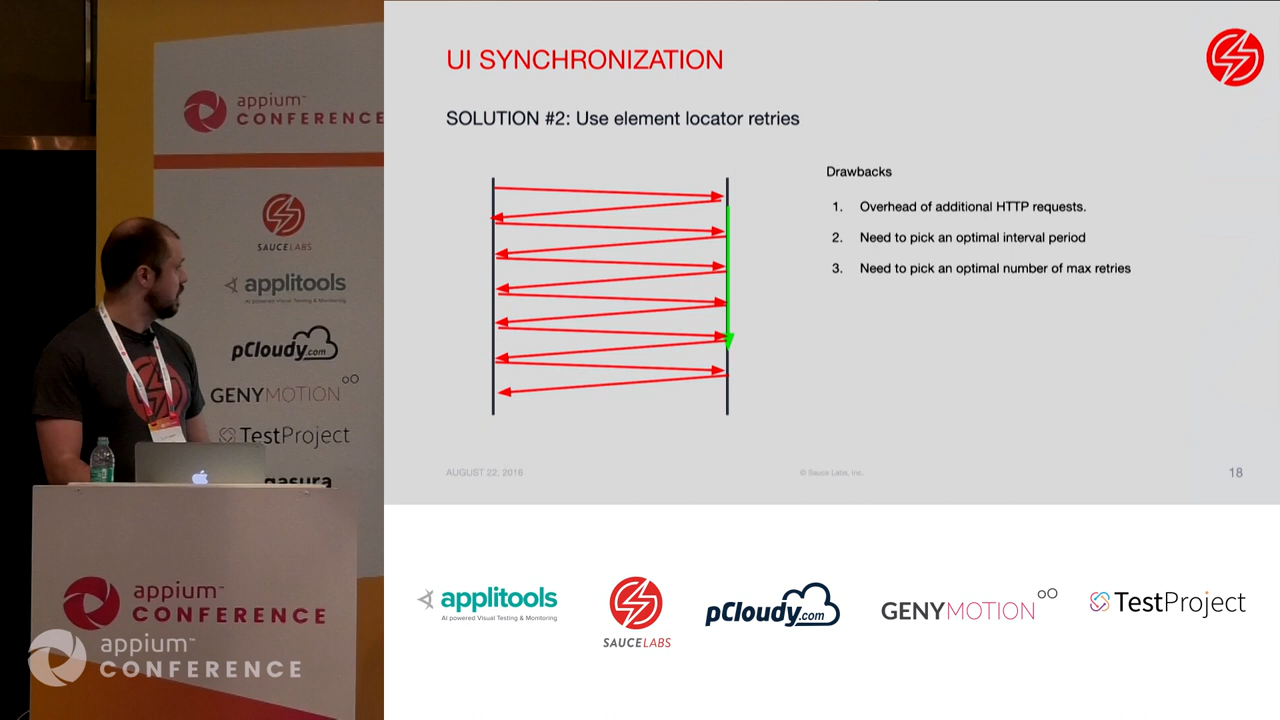 appium™
CONFERENCE
SAUCELABS
applitools
AI powered Visual Testing & Monitoring
pCloudy.com
GENYMOTION
TestProject
appium™
CONFERENCE
appium™
CONFERENCE
UI SYNCHRONIZATION
SOLUTION #2: Use element locator retries
Drawbacks
1. Overhead of additional HTTP requests.
2. Need to pick an optimal interval period
3. Need to pick an optimal number of max retries
AUGUST 22, 2018
© Sauce Labs, Inc.
18
applitools
AI powered Visual Testing & Monitoring
SAUCELABS
pCloudy.com
GENYMOTION
TestProject